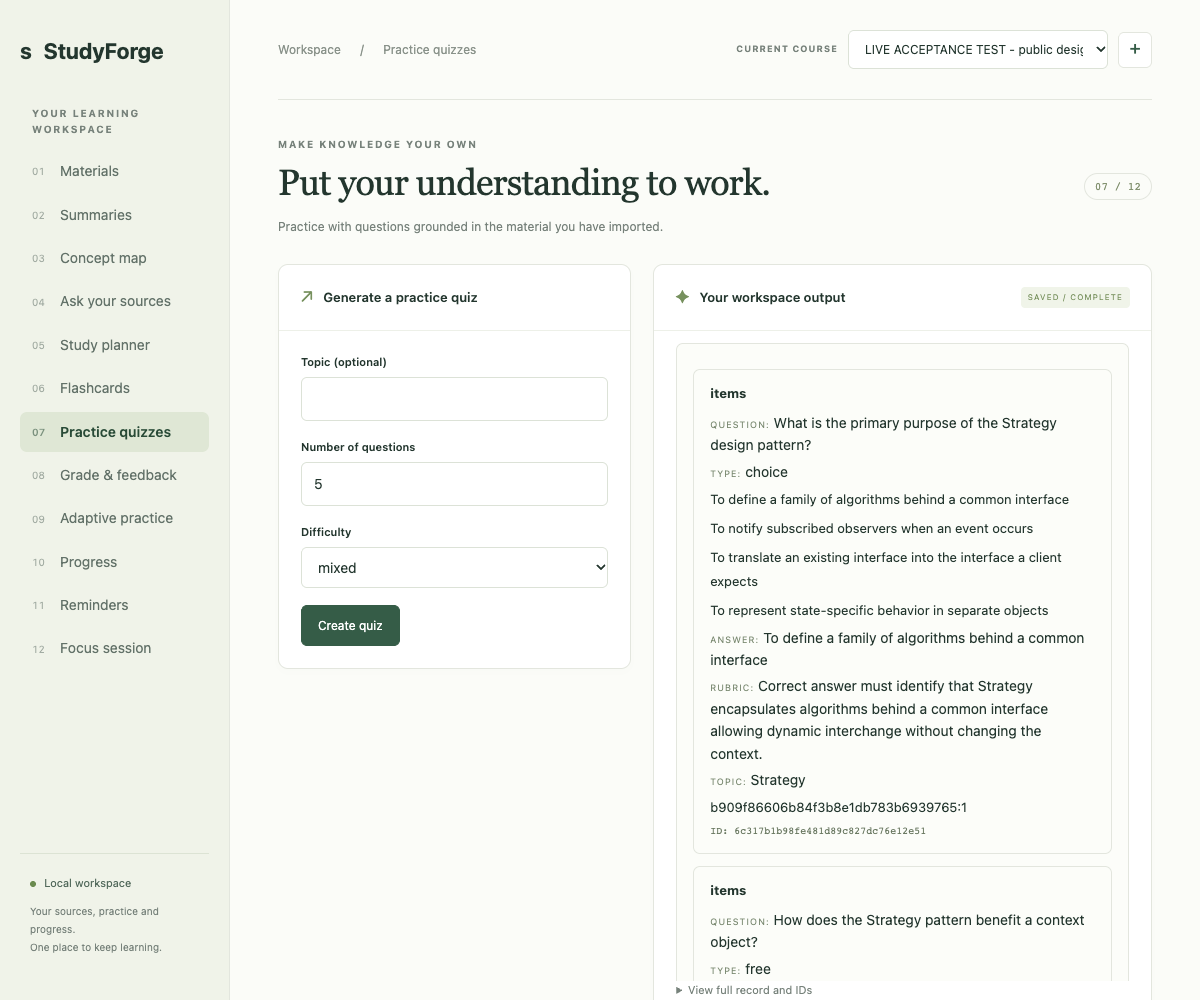 s StudyForge
YOUR LEARNING
WORKSPACE
01 Materials
02 Summaries
03 Concept map
04 Ask your sources
05 Study planner
06 Flashcards
07 Practice quizzes
08 Grade & feedback
09 Adaptive practice
10 Progress
11 Reminders
12 Focus session
Local workspace
Your sources, practice and
progress.
One place to keep learning.
Workspace / Practice quizzes
CURRENT COURSE
LIVE ACCEPTANCE TEST - public desig
+
MAKE KNOWLEDGE YOUR OWN
Put your understanding to work.
07 / 12
Practice with questions grounded in the material you have imported.
Generate a practice quiz
Topic (optional)
Number of questions
5
Difficulty
mixed
Create quiz
Your workspace output
SAVED / COMPLETE
items
QUESTION: What is the primary purpose of the Strategy
design pattern?
TYPE: choice
To define a family of algorithms behind a common interface
To notify subscribed observers when an event occurs
To translate an existing interface into the interface a client
expects
To represent state-specific behavior in separate objects
ANSWER: To define a family of algorithms behind a common
interface
RUBRIC: Correct answer must identify that Strategy
encapsulates algorithms behind a common interface
allowing dynamic interchange without changing the
context.
TOPIC: Strategy
b909f86606b84f3b8e1db783b6939765:1
ID: 6c317b1b98fe481d89c827dc76e12e51
items
QUESTION: How does the Strategy pattern benefit a context
object?
TYPE: free
View full record and IDs